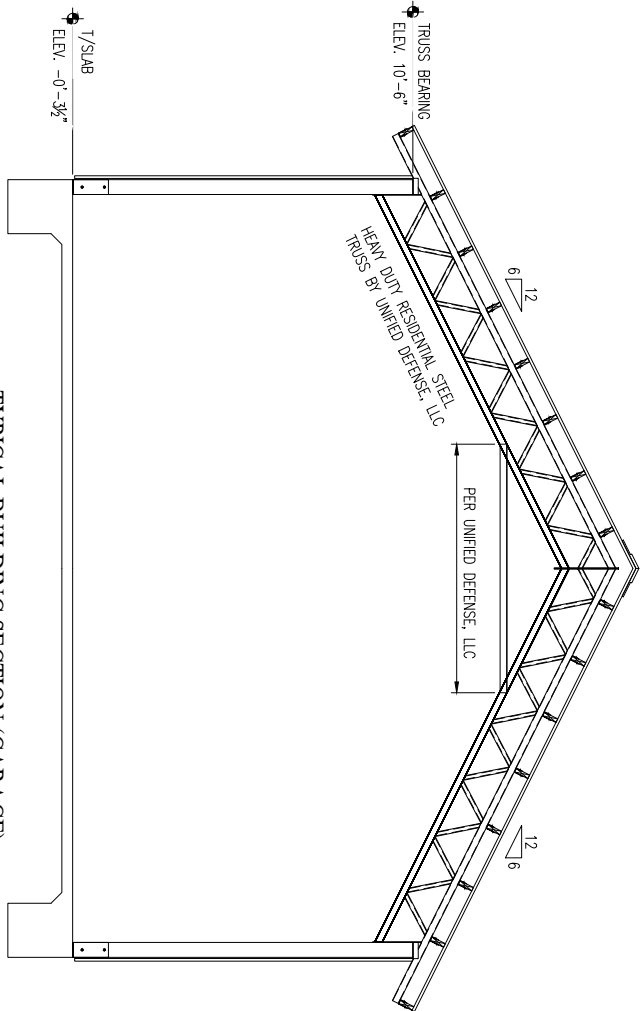 TRUSS BEARING
ELEV. 10'-6"
T/SLAB
ELEV. -0'-3½"
12
6
HEAVY DUTY RESIDENTIAL STEEL
TRUSS BY UNIFIED DEFENSE, LLC
PER UNIFIED DEFENSE, LLC
12
6
TYPICAL BUILDING SECTION (GARAGE)